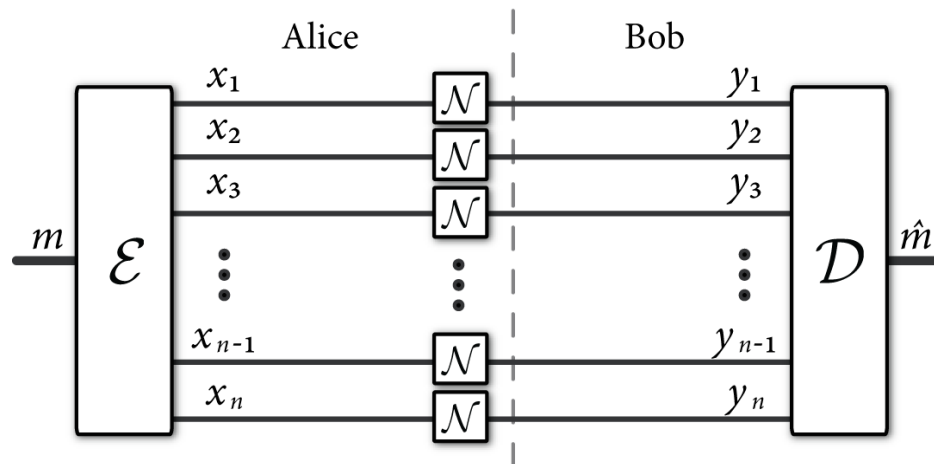 Alice Bob
x₁ y₁
𝒩
x₂ y₂
𝒩
x₃ y₃
𝒩
m ℰ 𝒟 m̂
xₙ₋₁ yₙ₋₁
𝒩
xₙ yₙ
𝒩